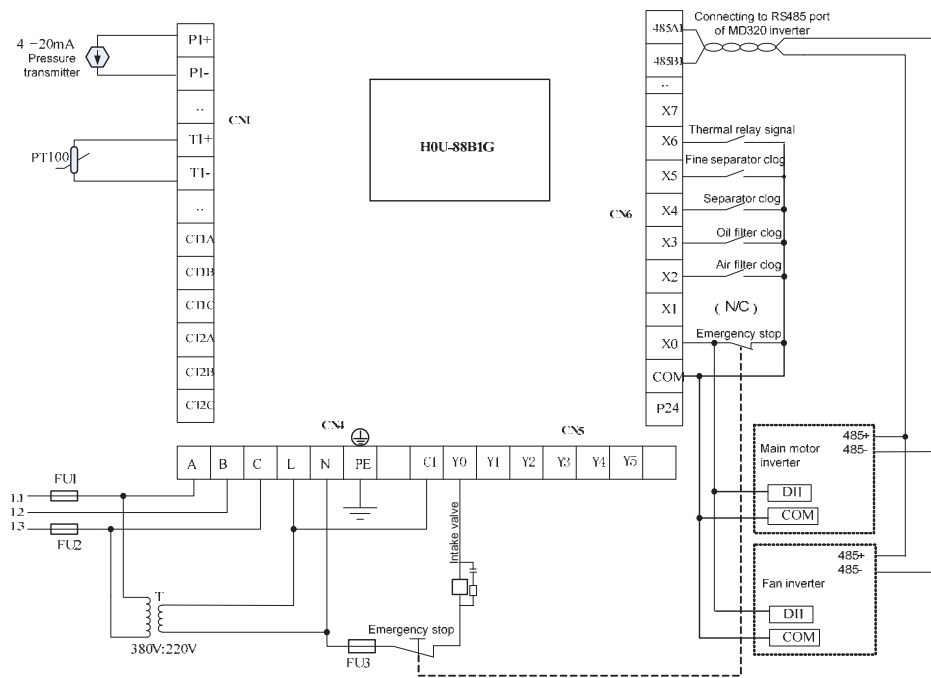 4 –20mA
Pressure
transmitter
PT100
P1+
P1-
..
T1+
T1-
..
CT1A
CT1B
CT1C
CT2A
CT2B
CT2C
CN1
H0U-88B1G
CN6
485A1
485B1
..
X7
X6
X5
X4
X3
X2
X1
X0
COM
P24
Connecting to RS485 port
of MD320 inverter
Thermal relay signal
Fine separator clog
Separator clog
Oil filter clog
Air filter clog
( N/C )
Emergency stop
CN4
CN5
A B C L N PE C1 Y0 Y1 Y2 Y3 Y4 Y5
L1
L2
L3
FU1
FU2
T
380V:220V
FU3
Emergency stop
Intake valve
Main motor
inverter
485+
485-
DI1
COM
Fan inverter
485+
485-
DI1
COM